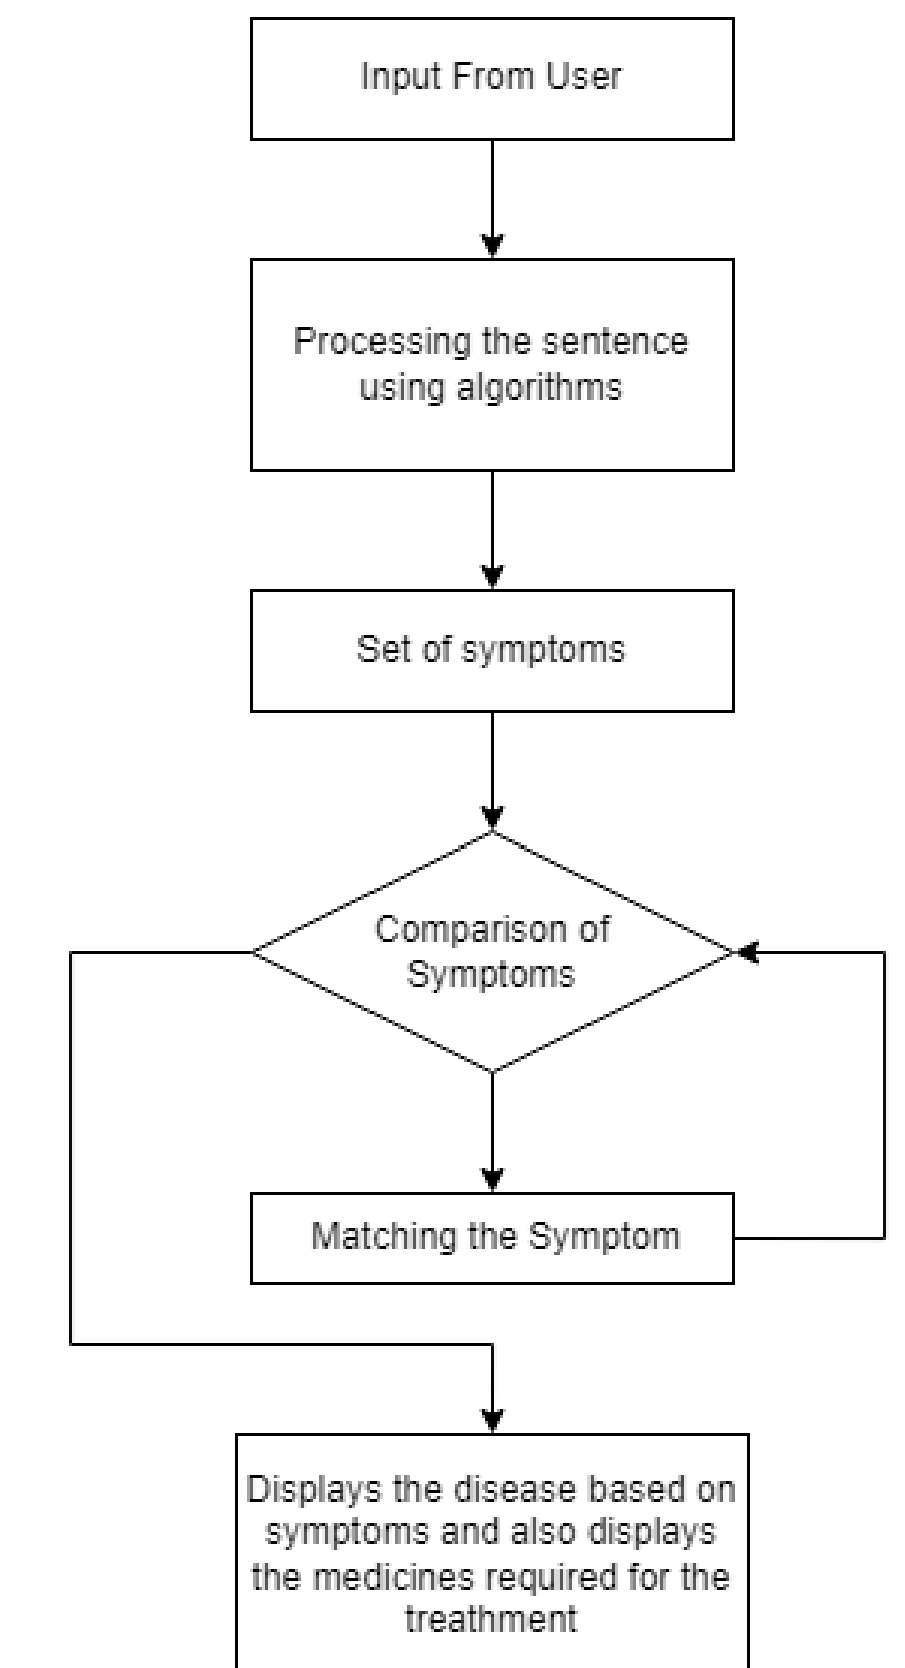 Input From User
Processing the sentence
using algorithms
Set of symptoms
Comparison of
Symptoms
Matching the Symptom
Displays the disease based on
symptoms and also displays
the medicines required for the
treathment